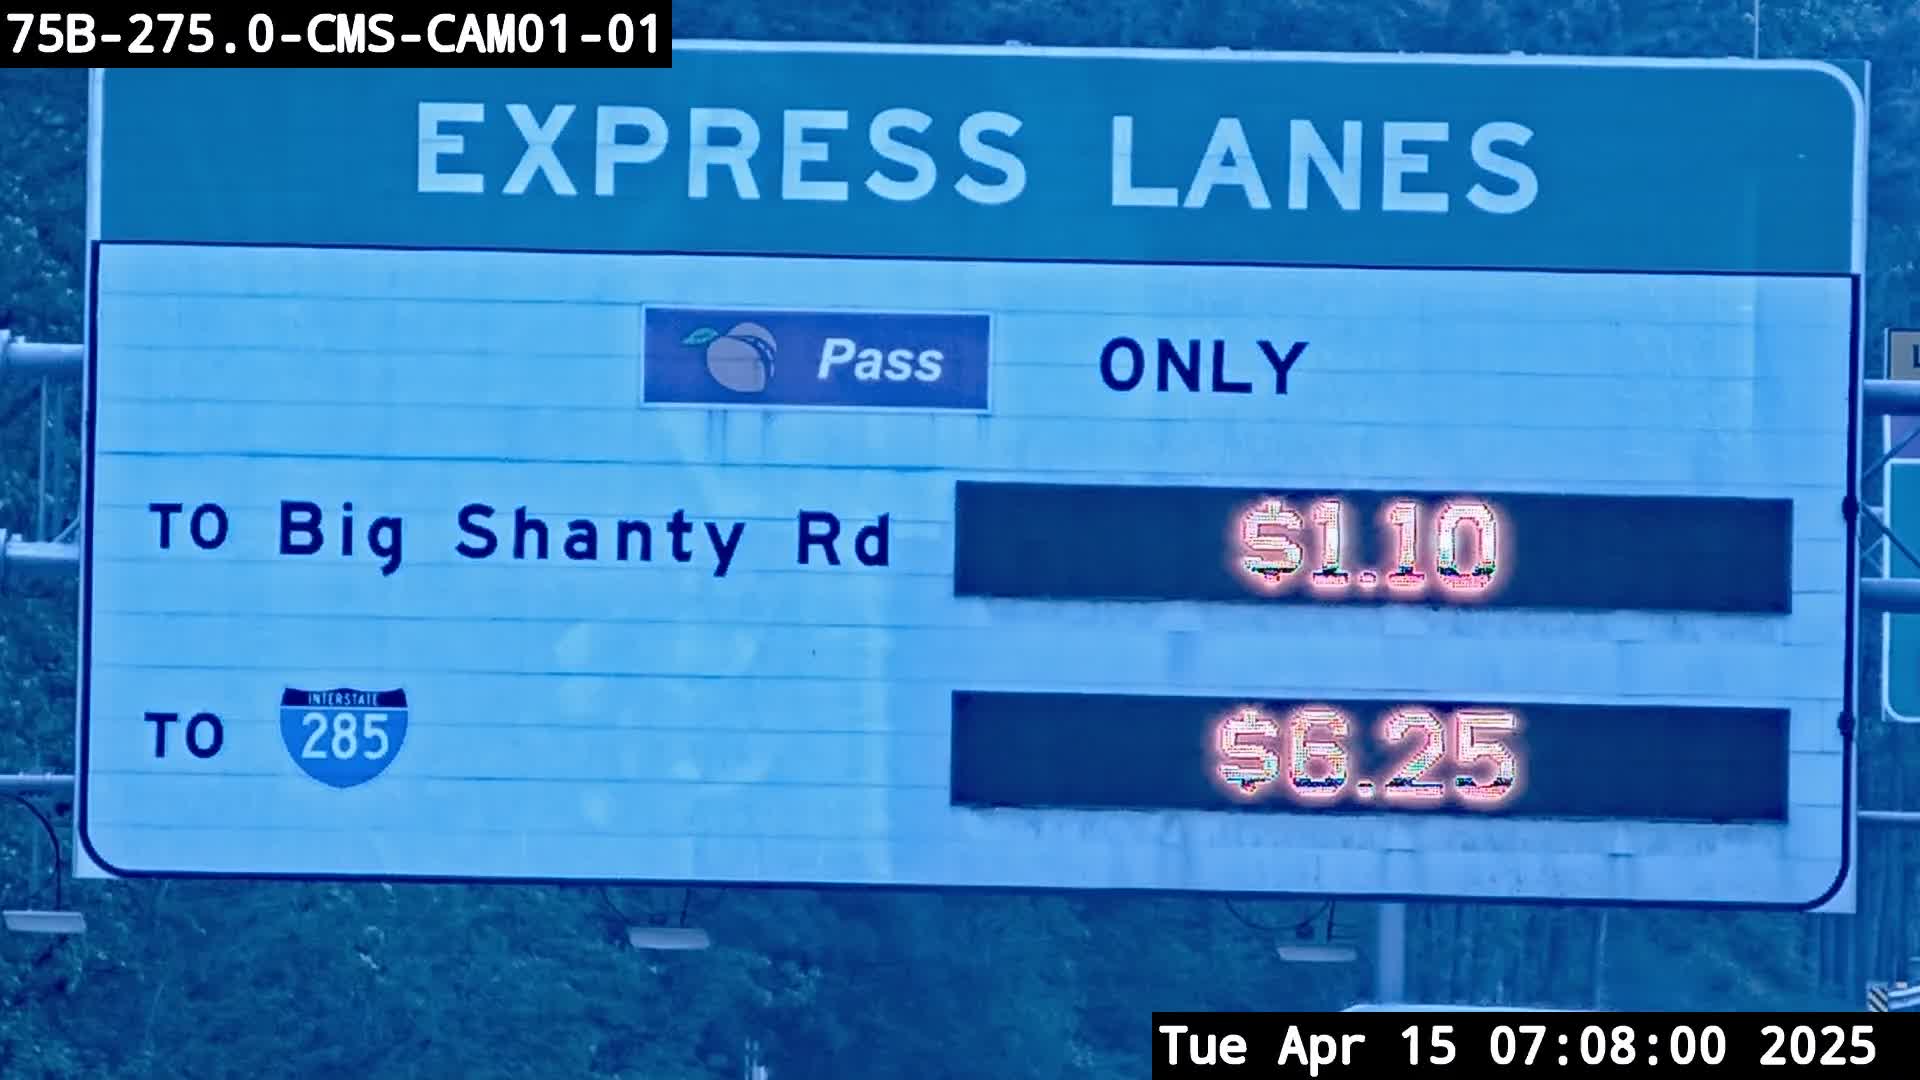 75B-275.0-CMS-CAM01-01
EXPRESS LANES
Pass ONLY
TO Big Shanty Rd $1.10
INTERSTATE
TO 285 $6.25
Tue Apr 15 07:08:00 2025